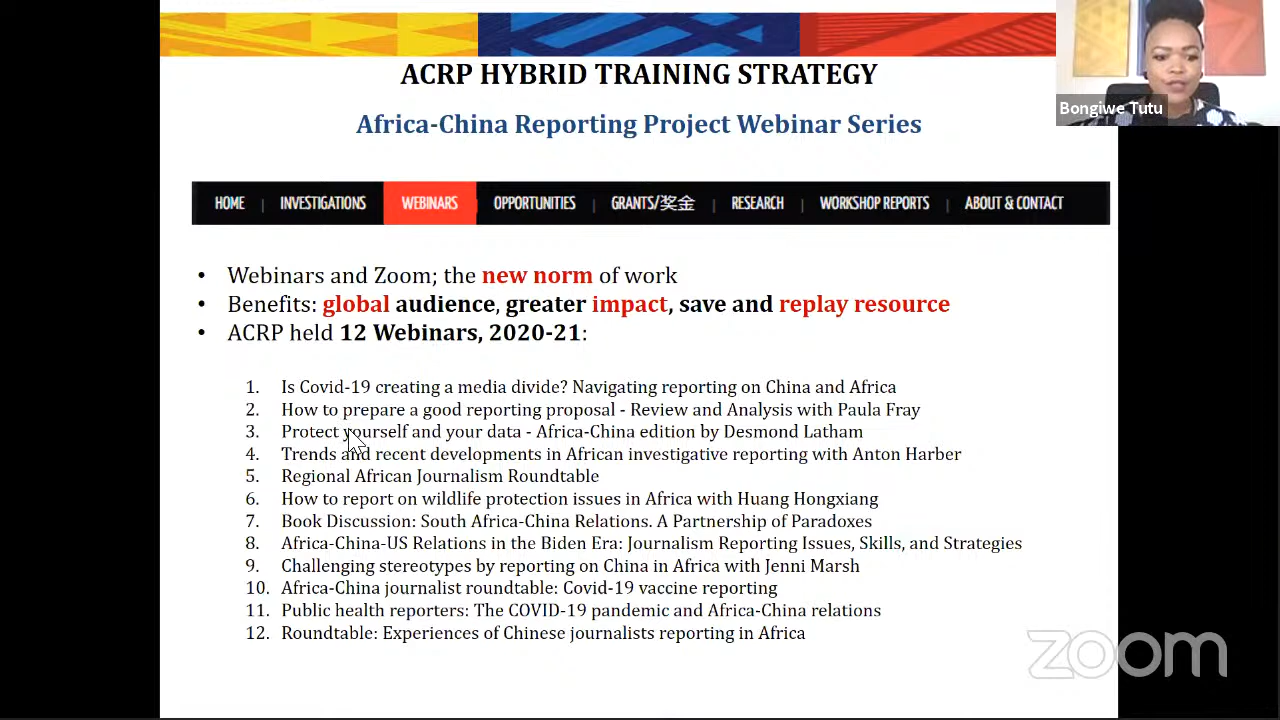 ACRP HYBRID TRAINING STRATEGY
Africa-China Reporting Project Webinar Series
Bongiwe Tutu
HOME | INVESTIGATIONS WEBINARS OPPORTUNITIES | GRANTS/奖金 | RESEARCH | WORKSHOP REPORTS | ABOUT & CONTACT
• Webinars and Zoom; the new norm of work
• Benefits: global audience, greater impact, save and replay resource
• ACRP held 12 Webinars, 2020-21:
1. Is Covid-19 creating a media divide? Navigating reporting on China and Africa
2. How to prepare a good reporting proposal - Review and Analysis with Paula Fray
3. Protect yourself and your data - Africa-China edition by Desmond Latham
4. Trends and recent developments in African investigative reporting with Anton Harber
5. Regional African Journalism Roundtable
6. How to report on wildlife protection issues in Africa with Huang Hongxiang
7. Book Discussion: South Africa-China Relations. A Partnership of Paradoxes
8. Africa-China-US Relations in the Biden Era: Journalism Reporting Issues, Skills, and Strategies
9. Challenging stereotypes by reporting on China in Africa with Jenni Marsh
10. Africa-China journalist roundtable: Covid-19 vaccine reporting
11. Public health reporters: The COVID-19 pandemic and Africa-China relations
12. Roundtable: Experiences of Chinese journalists reporting in Africa
zoom